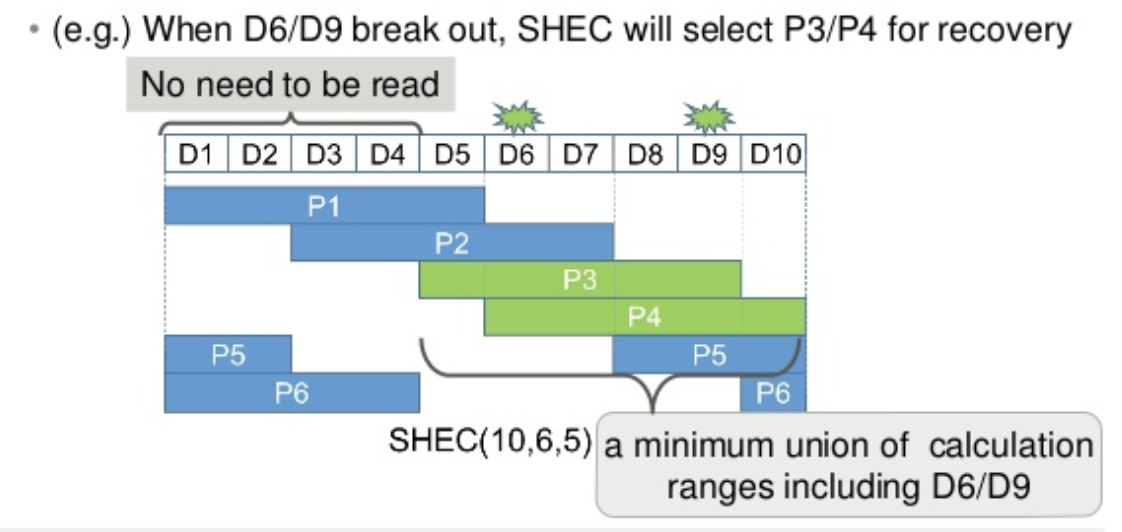 • (e.g.) When D6/D9 break out, SHEC will select P3/P4 for recovery
No need to be read
D1 D2 D3 D4 D5 D6 D7 D8 D9 D10
P1
P2
P3
P4
P5 P5
P6 P6
SHEC(10,6,5)
a minimum union of calculation
ranges including D6/D9